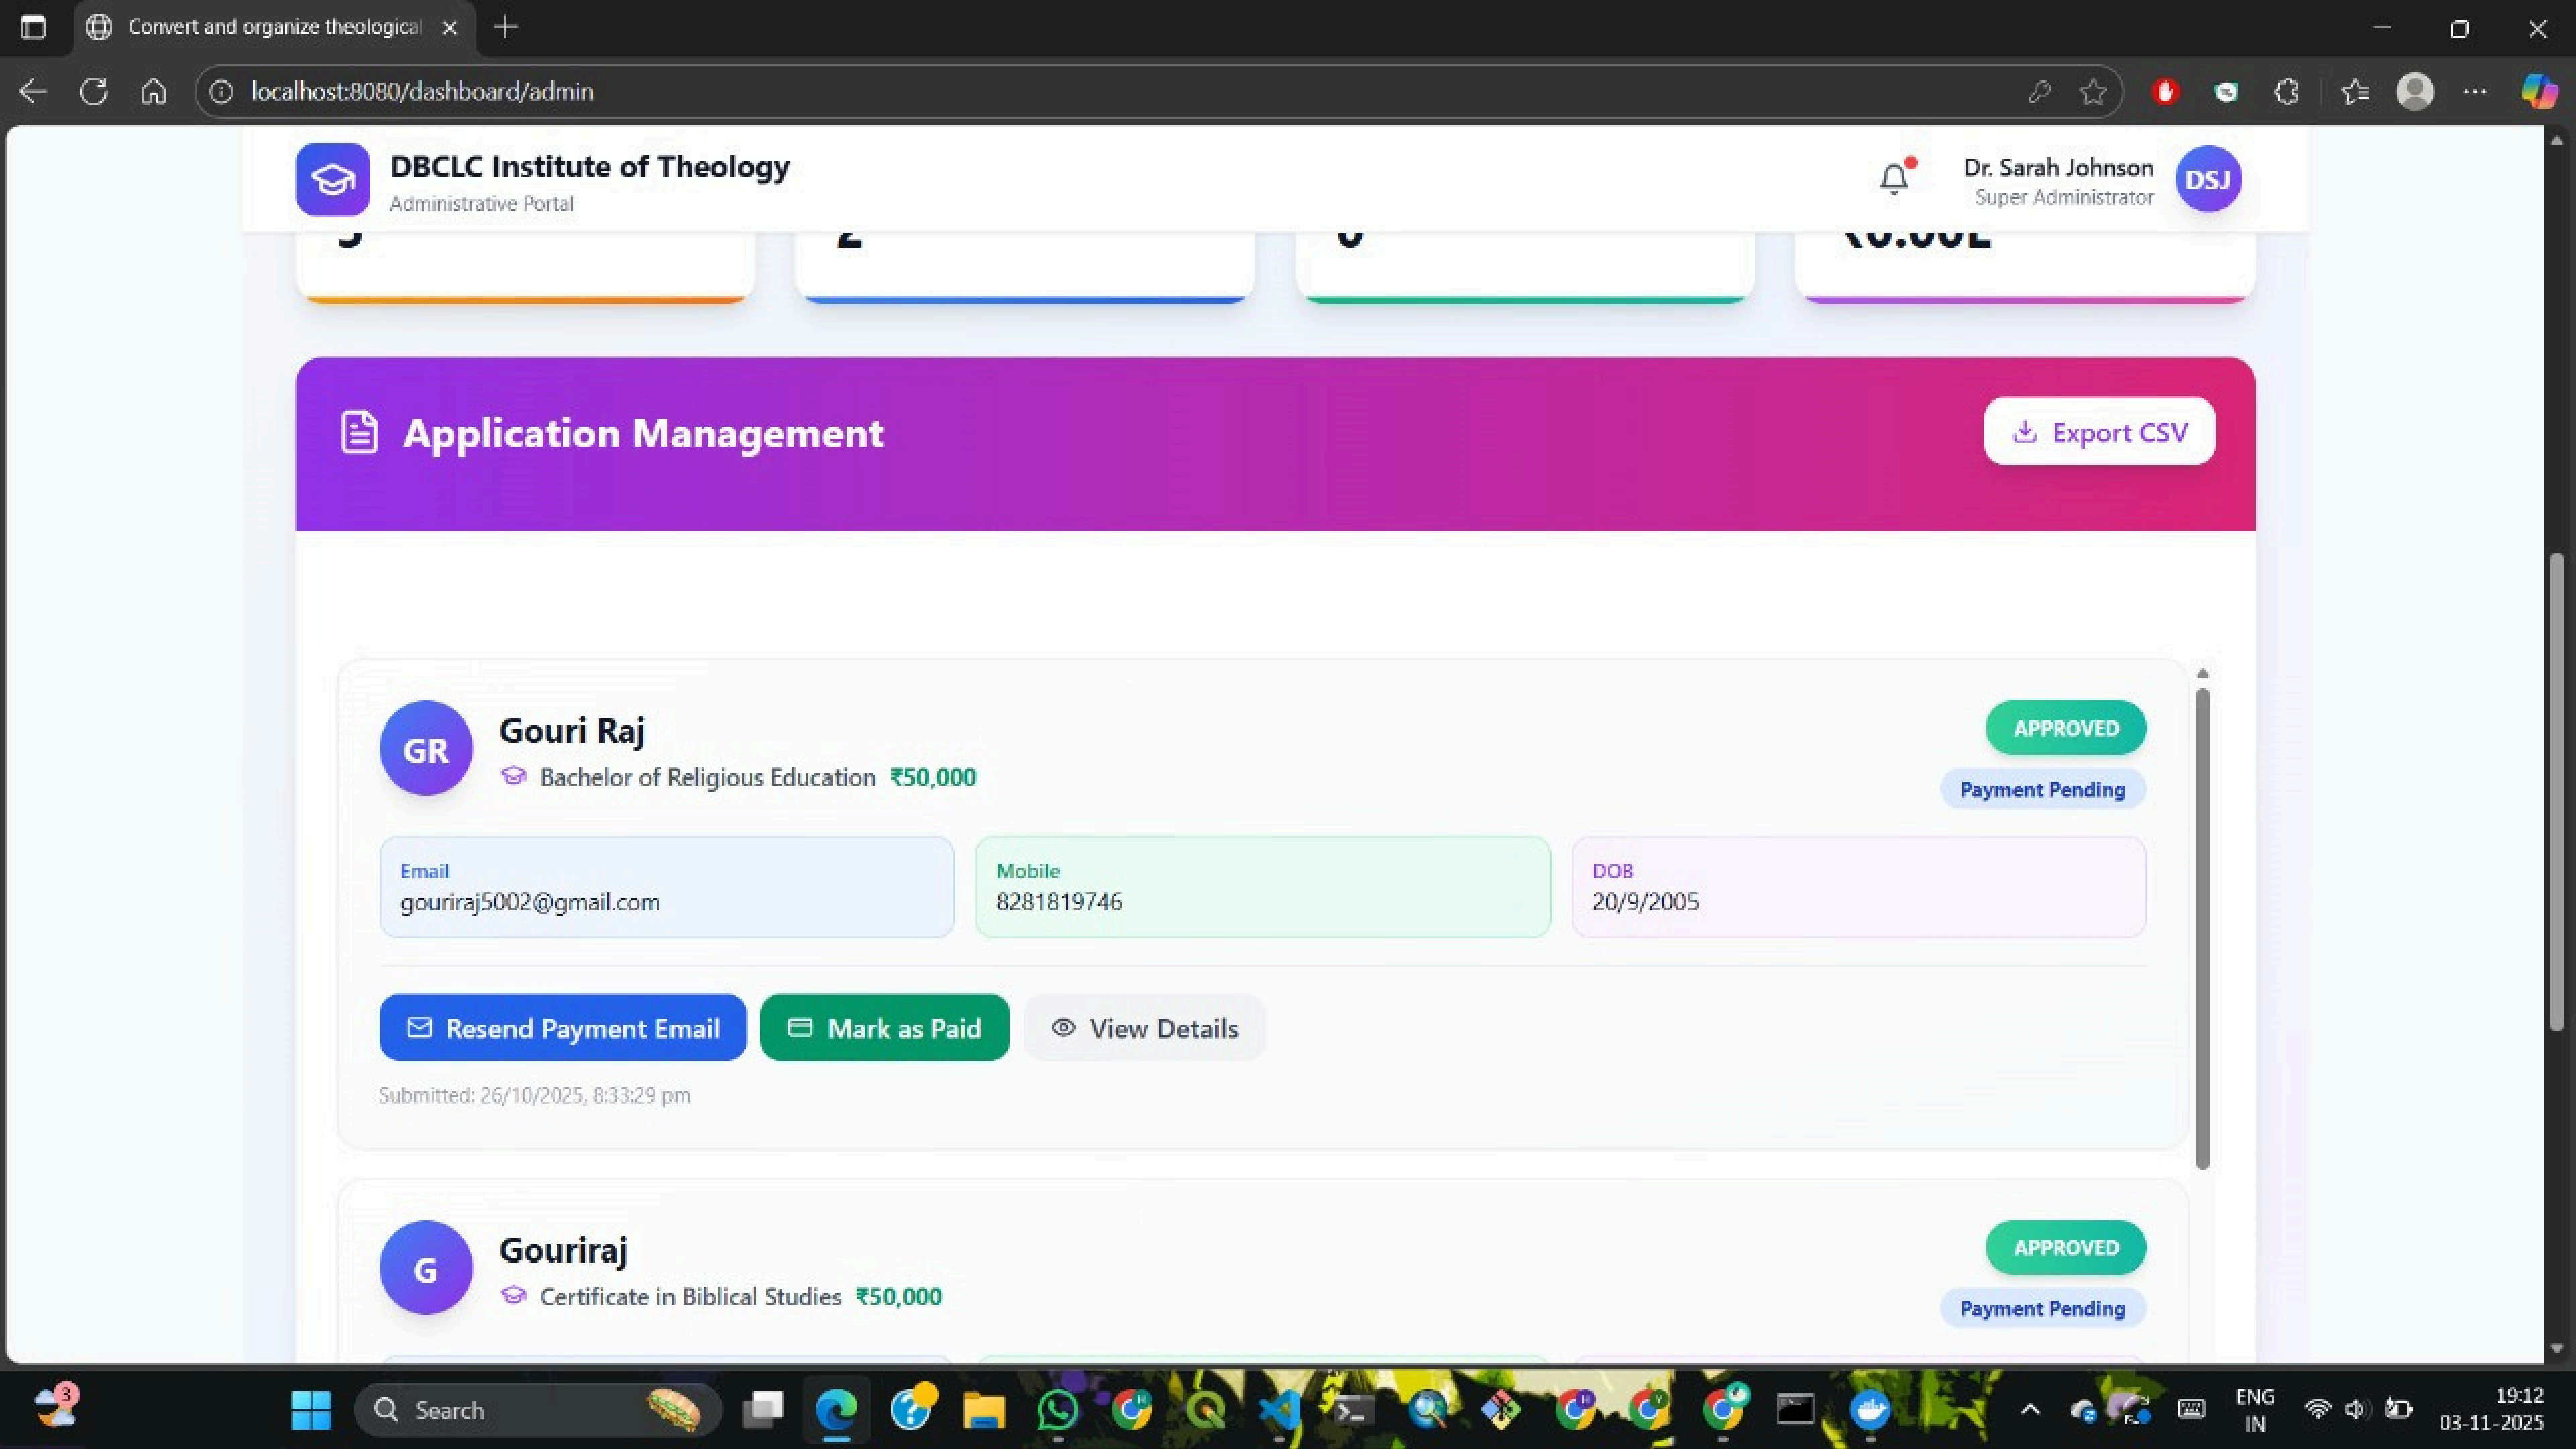 Convert and organize theological
localhost:8080/dashboard/admin
DBCLC Institute of Theology
Administrative Portal
Dr. Sarah Johnson
Super Administrator
DSJ
Application Management
Export CSV
GR
Gouri Raj
Bachelor of Religious Education ₹50,000
APPROVED
Payment Pending
Email
gouriraj5002@gmail.com
Mobile
8281819746
DOB
20/9/2005
Resend Payment Email
Mark as Paid
View Details
Submitted: 26/10/2025, 8:33:29 pm
G
Gouriraj
Certificate in Biblical Studies ₹50,000
APPROVED
Payment Pending
3
Search
ENG
IN
19:12
03-11-2025